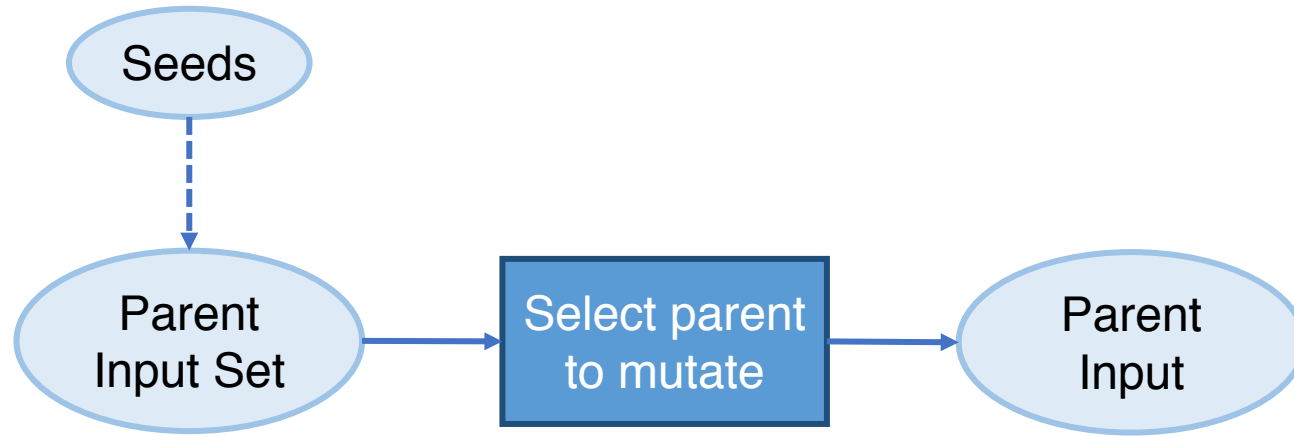 Seeds
Parent
Input Set
Select parent
to mutate
Parent
Input